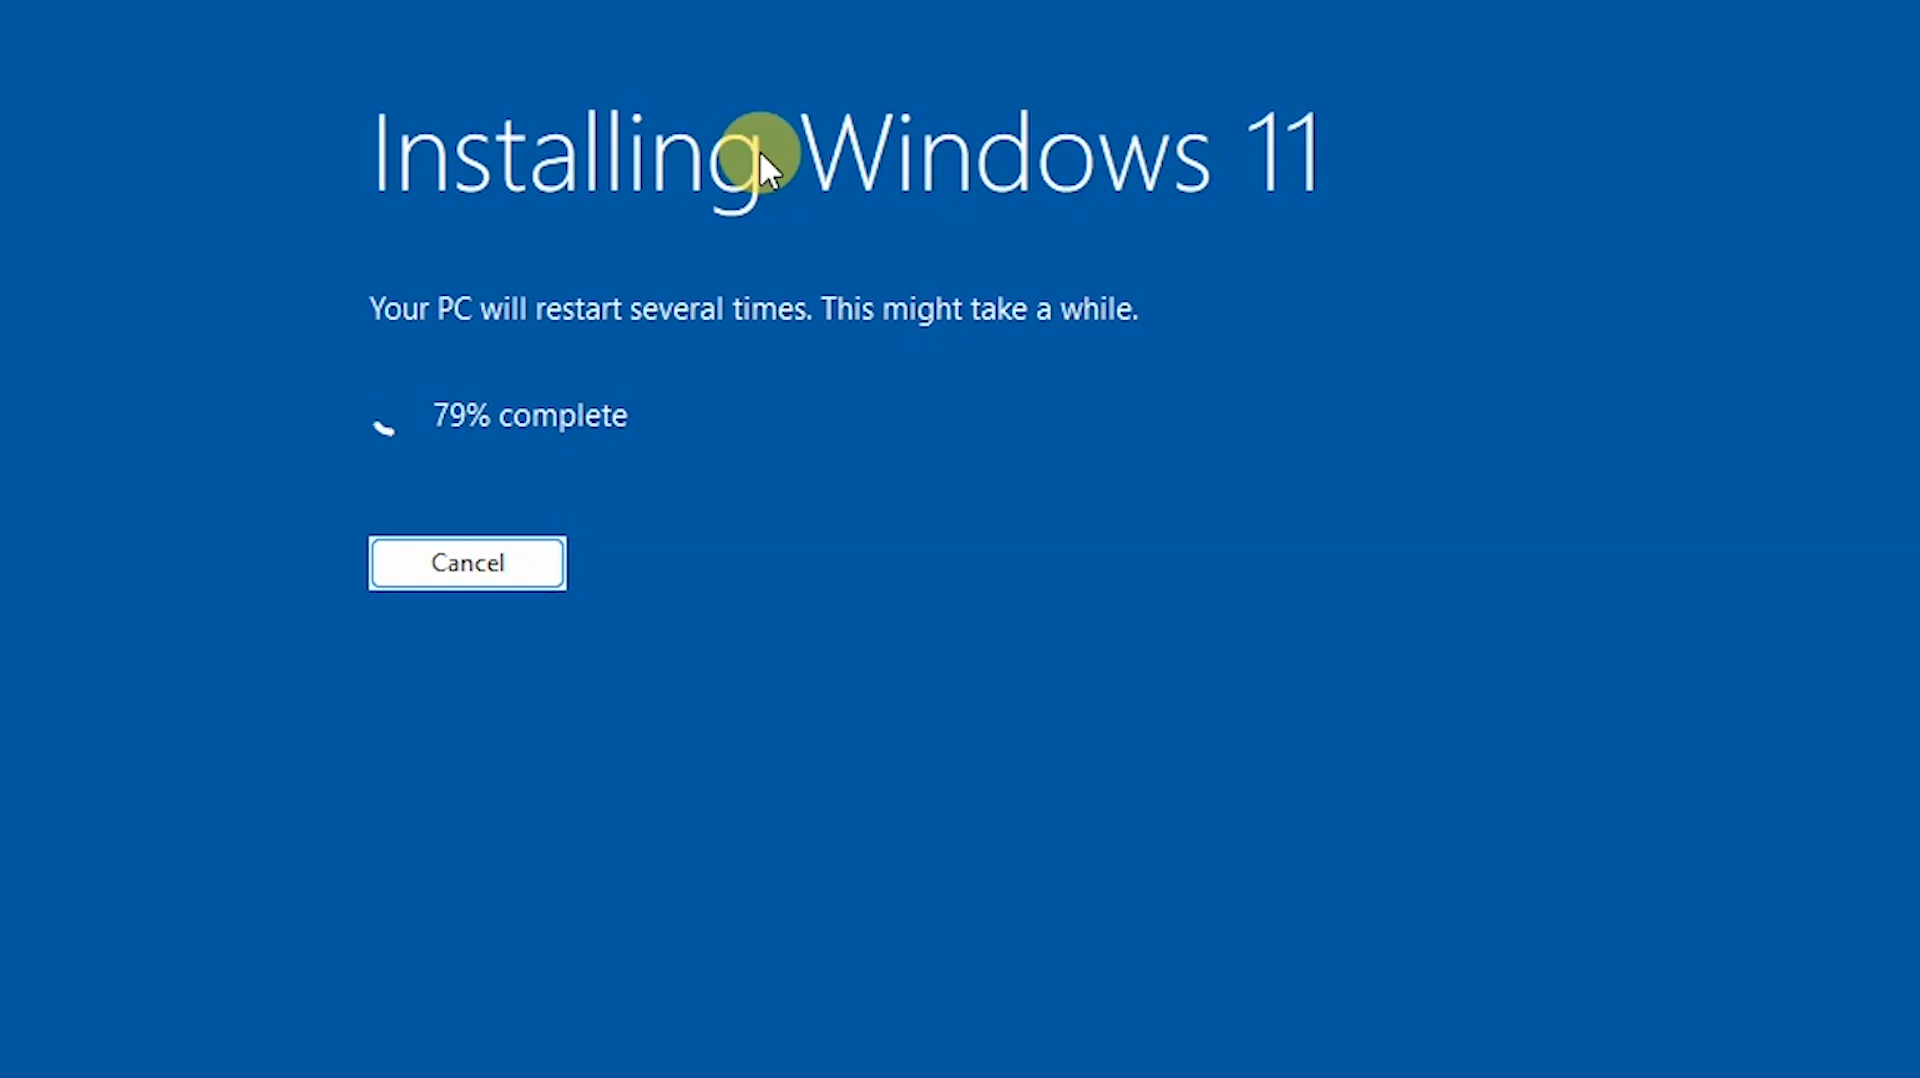 Installing Windows 11
Your PC will restart several times. This might take a while.
79% complete
Cancel